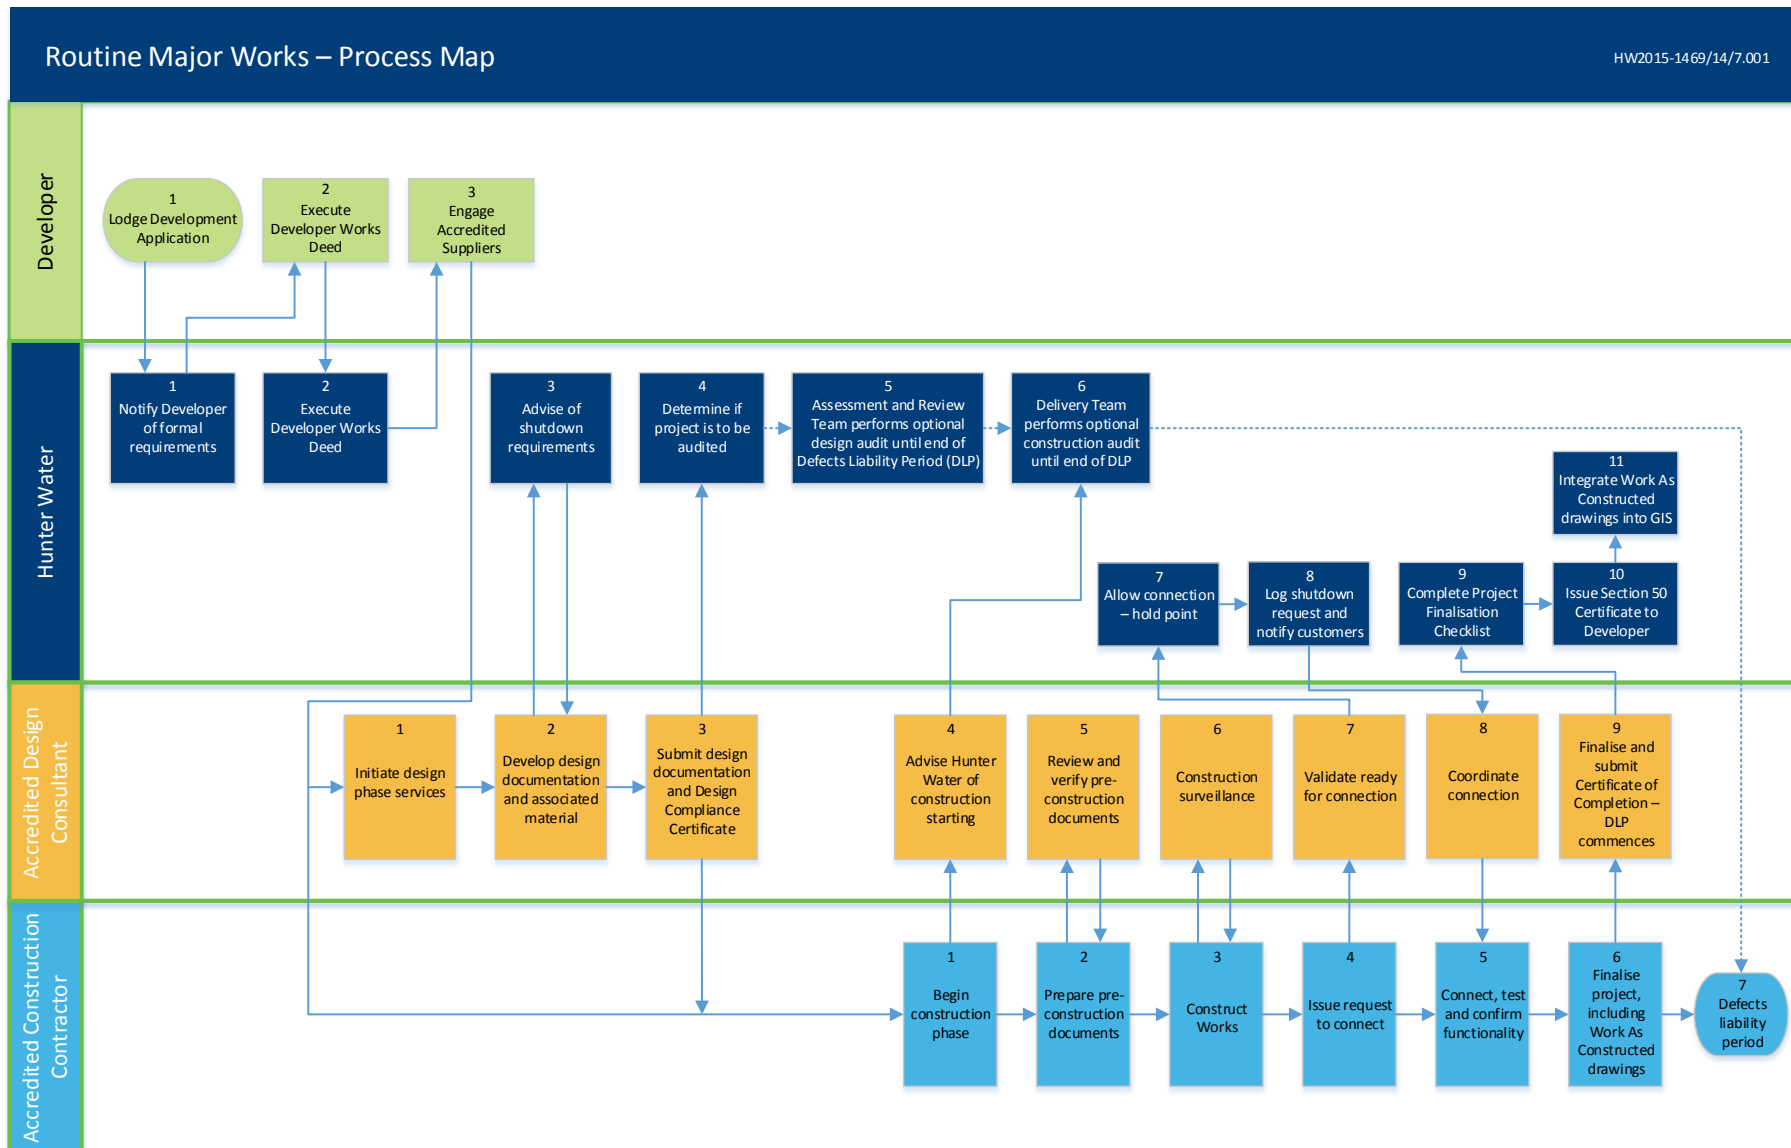 Routine Major Works – Process Map
HW2015-1469/14/7.001
Developer
1
Lodge Development
Application
2
Execute
Developer Works
Deed
3
Engage
Accredited
Suppliers
Hunter Water
1
Notify Developer
of formal
requirements
2
Execute
Developer Works
Deed
3
Advise of
shutdown
requirements
4
Determine if
project is to be
audited
5
Assessment and Review
Team performs optional
design audit until end of
Defects Liability Period (DLP)
6
Delivery Team
performs optional
construction audit
until end of DLP
7
Allow connection
– hold point
8
Log shutdown
request and
notify customers
9
Complete Project
Finalisation
Checklist
10
Issue Section 50
Certificate to
Developer
11
Integrate Work As
Constructed
drawings into GIS
Accredited Design
Consultant
1
Initiate design
phase services
2
Develop design
documentation
and associated
material
3
Submit design
documentation
and Design
Compliance
Certificate
4
Advise Hunter
Water of
construction
starting
5
Review and
verify pre-
construction
documents
6
Construction
surveillance
7
Validate ready
for connection
8
Coordinate
connection
9
Finalise and
submit
Certificate of
Completion –
DLP
commences
Accredited Construction
Contractor
1
Begin
construction
phase
2
Prepare pre-
construction
documents
3
Construct
Works
4
Issue request
to connect
5
Connect, test
and confirm
functionality
6
Finalise
project,
including
Work As
Constructed
drawings
7
Defects
liability
period